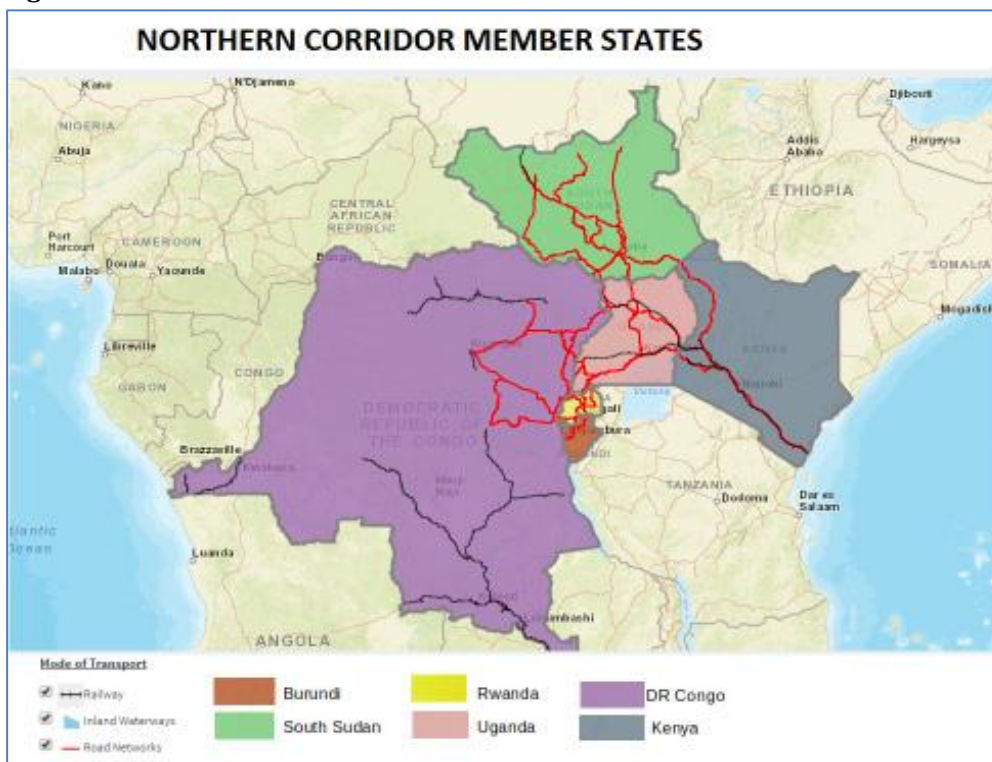 NORTHERN CORRIDOR MEMBER STATES
Kano
N'Djamena
Djibouti
NIGERIA
Abuja
Addis
Ababa
Hargeysa
ETHIOPIA
CENTRAL
AFRICAN
REPUBLIC
Port
Harcourt
CAMEROON
Malabo
Douala
Yaounde
SOMALIA
Mogadish
Libreville
GABON
CONGO
KENYA
Nairobi
DEMOCRATIC
REPUBLIC OF
THE CONGO
Brazzaville
Kinshasa
TANZANIA
Dodoma
Dar es
Salaam
tlantic
Ocean
Luanda
ANGOLA
Mode of Transport
Railway
Inland Waterways
Road Networks
Burundi
Rwanda
DR Congo
South Sudan
Uganda
Kenya